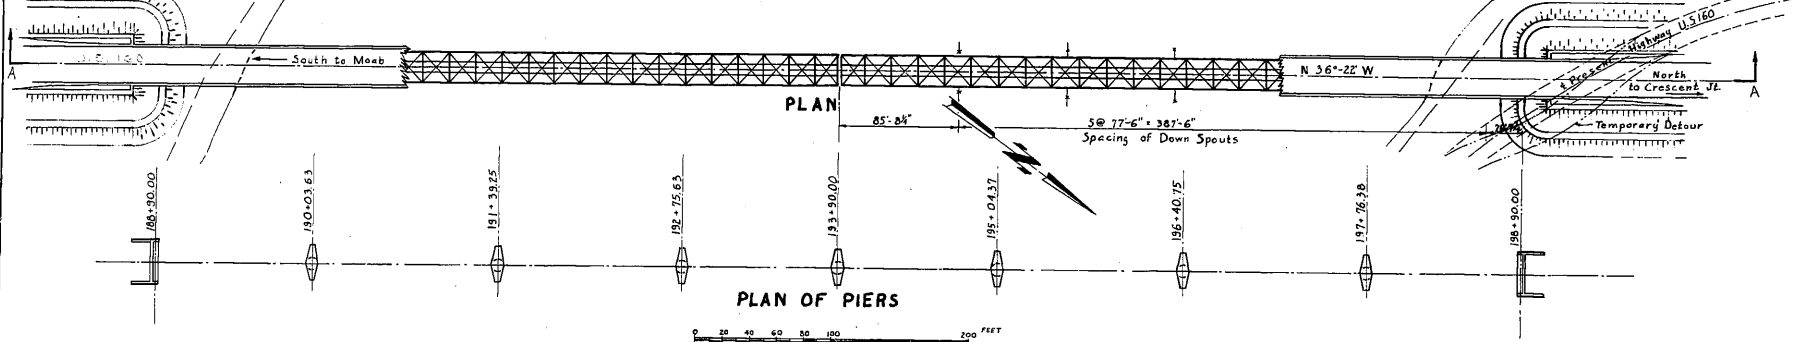 Present Highway U.S 160
U.S. 160
South to Moab
N 36°-22' W
North
to Crescent Jt.
A
A
PLAN
85'-8¼"
5@ 77'-6" = 387'-6"
Spacing of Down Spouts
Temporary Detour
188+90.00
190+03.63
191+39.25
192+75.63
193+90.00
195+04.37
196+40.75
197+76.38
198+90.00
PLAN OF PIERS
0 20 40 60 80 100 200 FEET